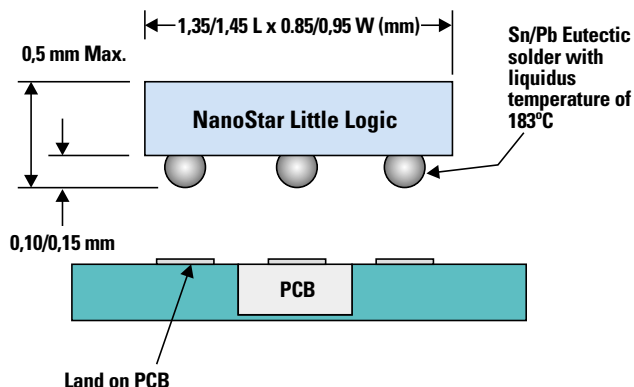 1,35/1,45 L x 0.85/0,95 W (mm)
0,5 mm Max.
Sn/Pb Eutectic
solder with
liquidus
temperature of
183ºC
NanoStar Little Logic
0,10/0,15 mm
PCB
Land on PCB